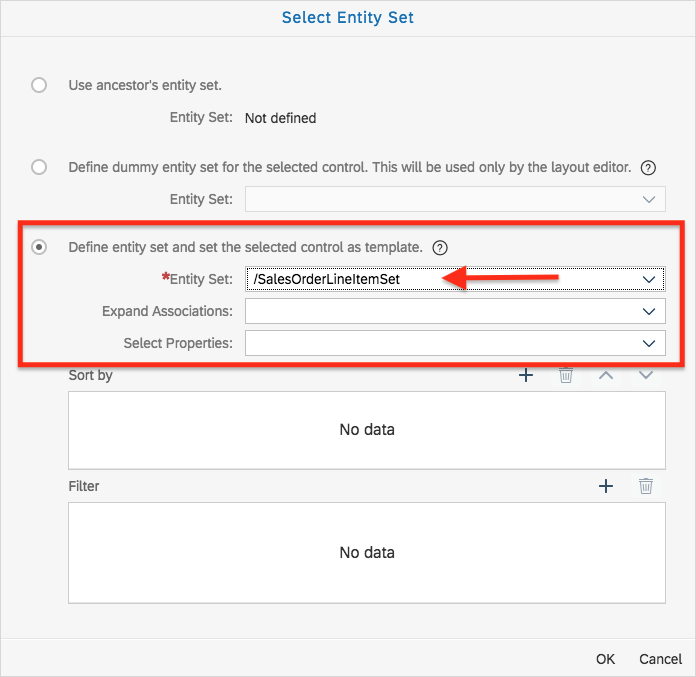 Select Entity Set
Use ancestor's entity set.
Entity Set: Not defined
Define dummy entity set for the selected control. This will be used only by the layout editor. ?
Entity Set:
Define entity set and set the selected control as template. ?
*Entity Set: /SalesOrderLineItemSet
Expand Associations:
Select Properties:
Sort by
No data
Filter
No data
OK Cancel